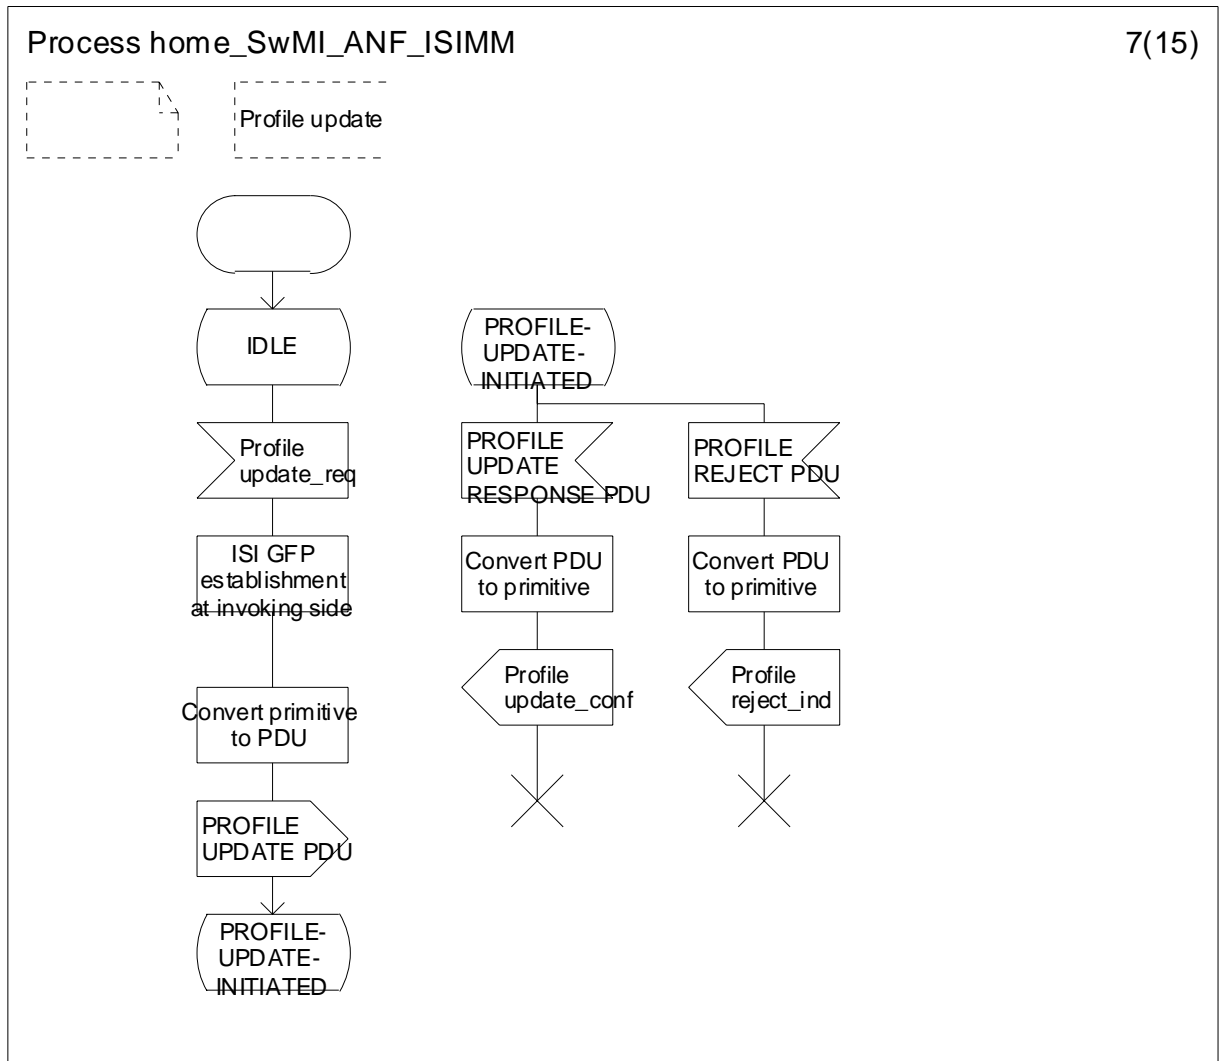 Process home_SwMI_ANF_ISIMM
7(15)
Profile update
IDLE
Profile
update_req
ISI GFP
establishment
at invoking side
Convert primitive
to PDU
PROFILE
UPDATE PDU
PROFILE-
UPDATE-
INITIATED
PROFILE-
UPDATE-
INITIATED
PROFILE
UPDATE
RESPONSE PDU
Convert PDU
to primitive
Profile
update_conf
PROFILE
REJECT PDU
Convert PDU
to primitive
Profile
reject_ind